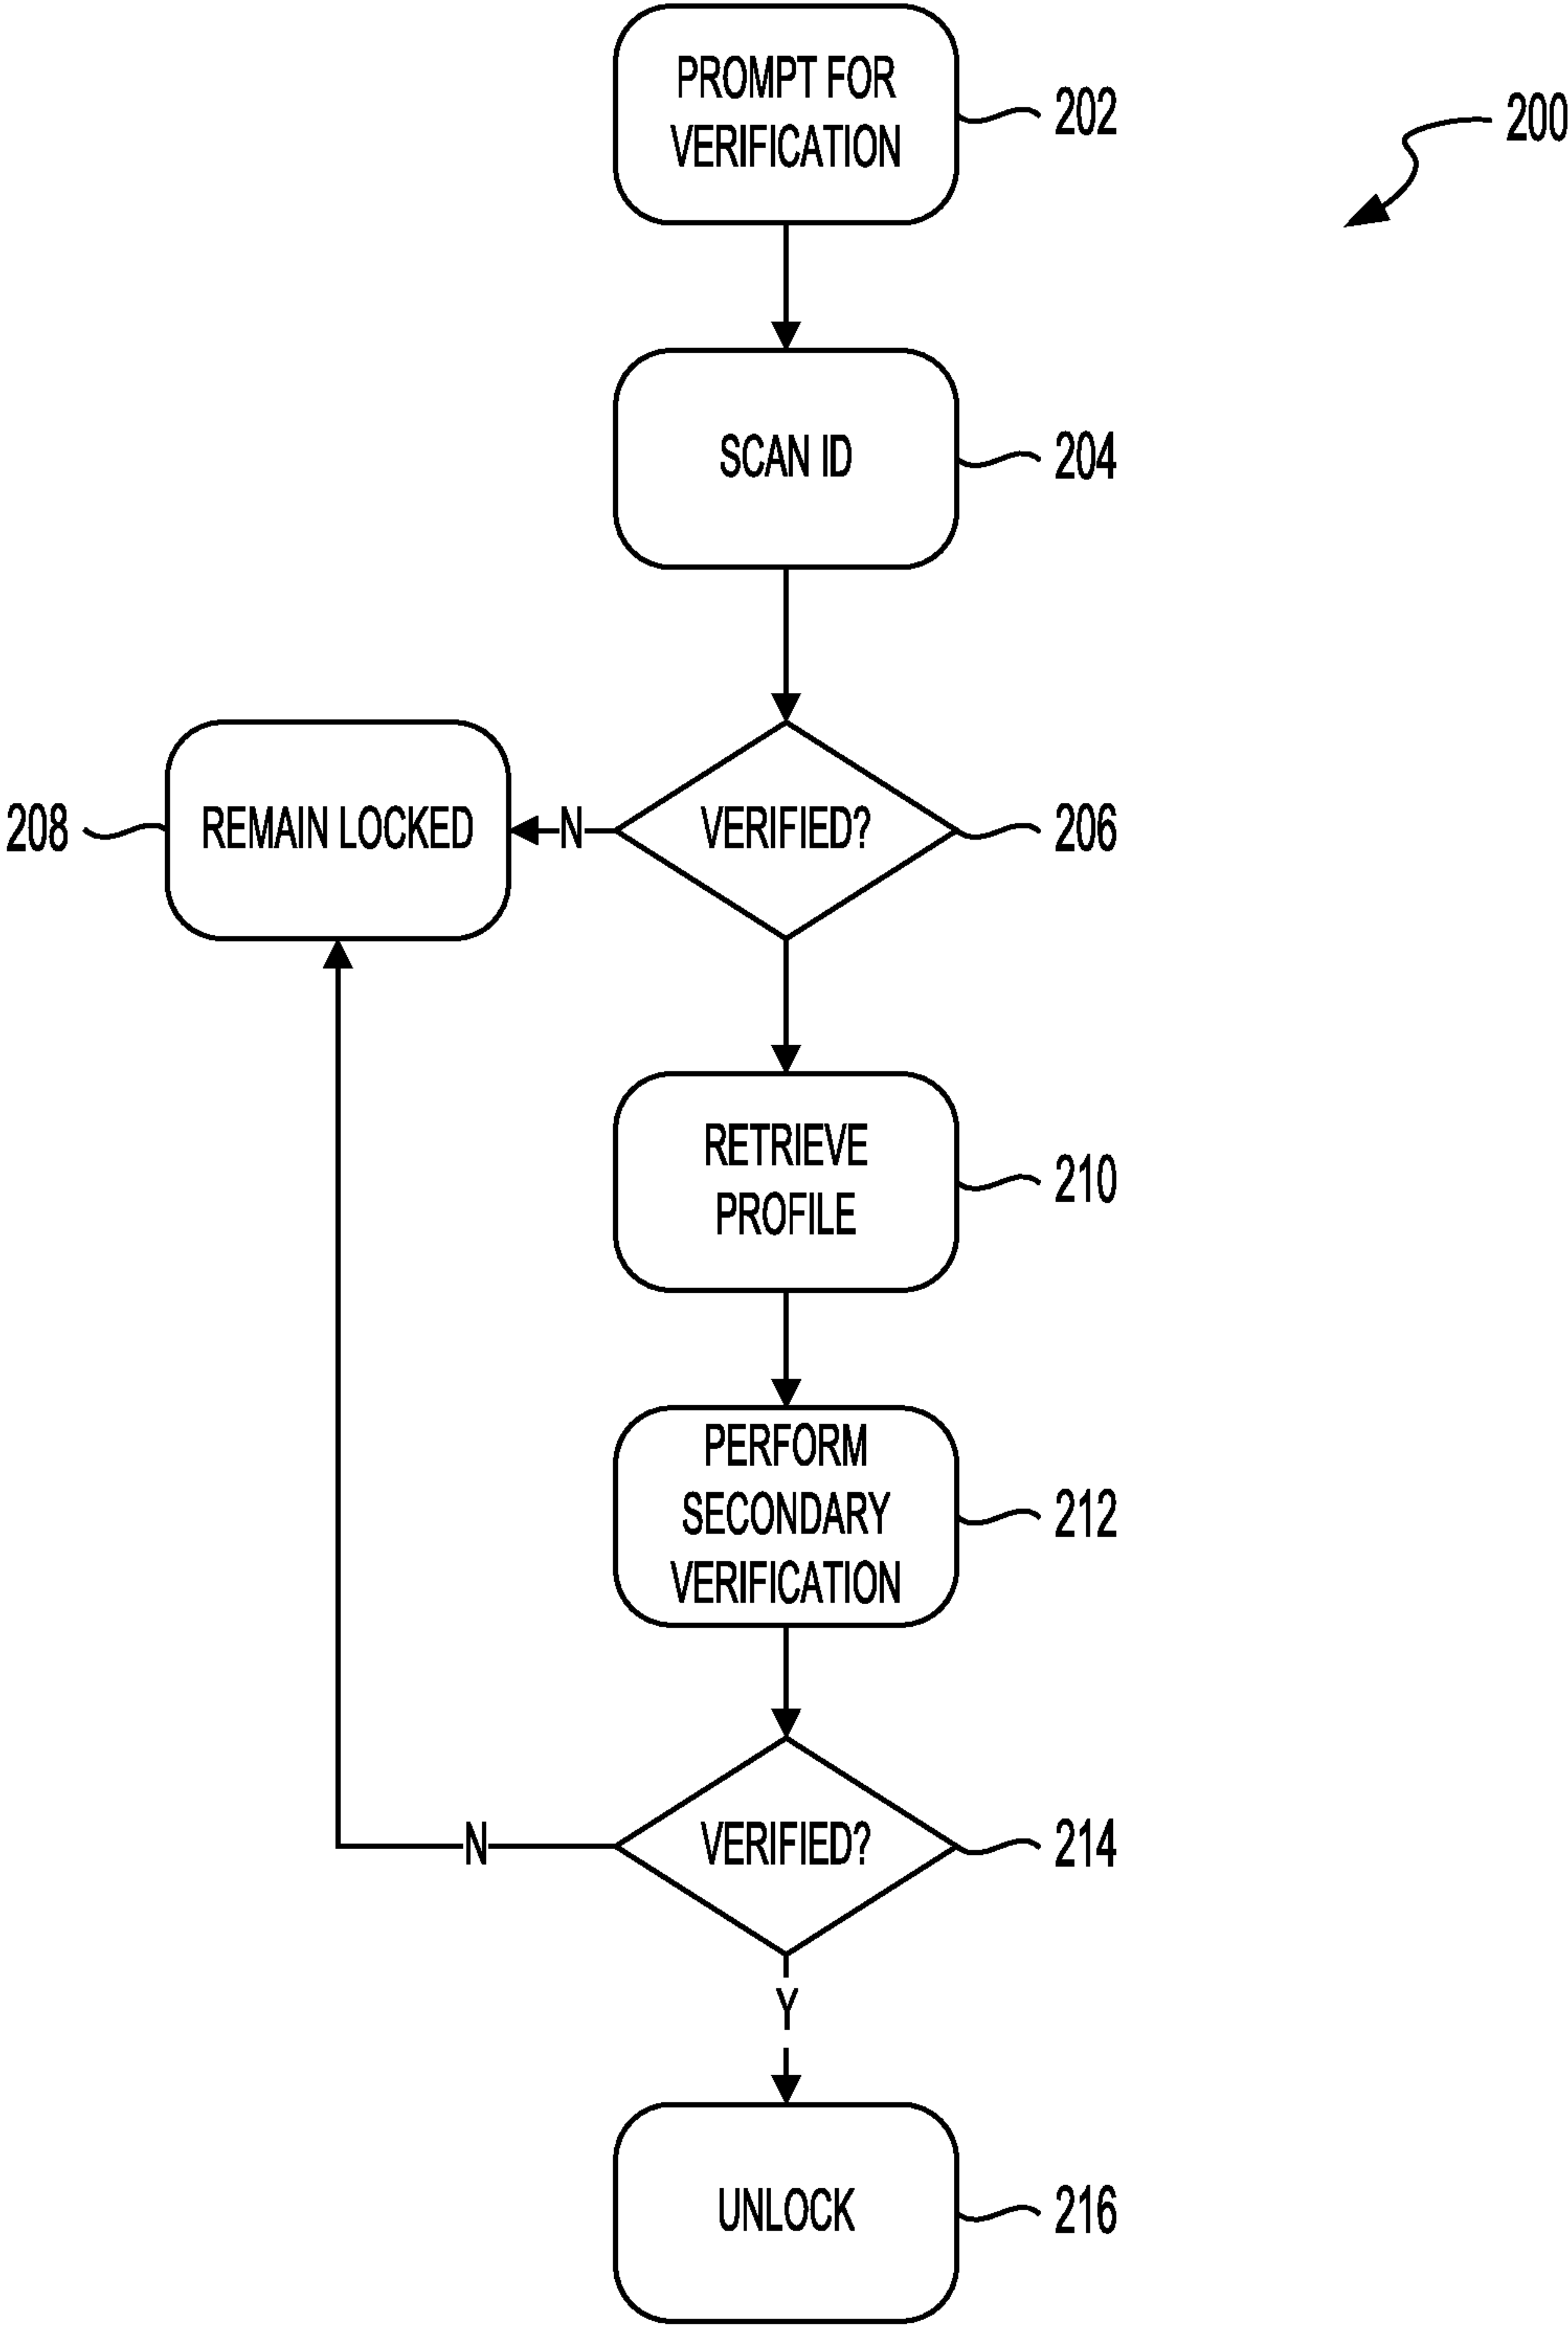 PROMPT FOR
VERIFICATION
202
200
SCAN ID
204
208
REMAIN LOCKED
N
VERIFIED?
206
RETRIEVE
PROFILE
210
PERFORM
SECONDARY
VERIFICATION
212
N
VERIFIED?
214
Y
UNLOCK
216